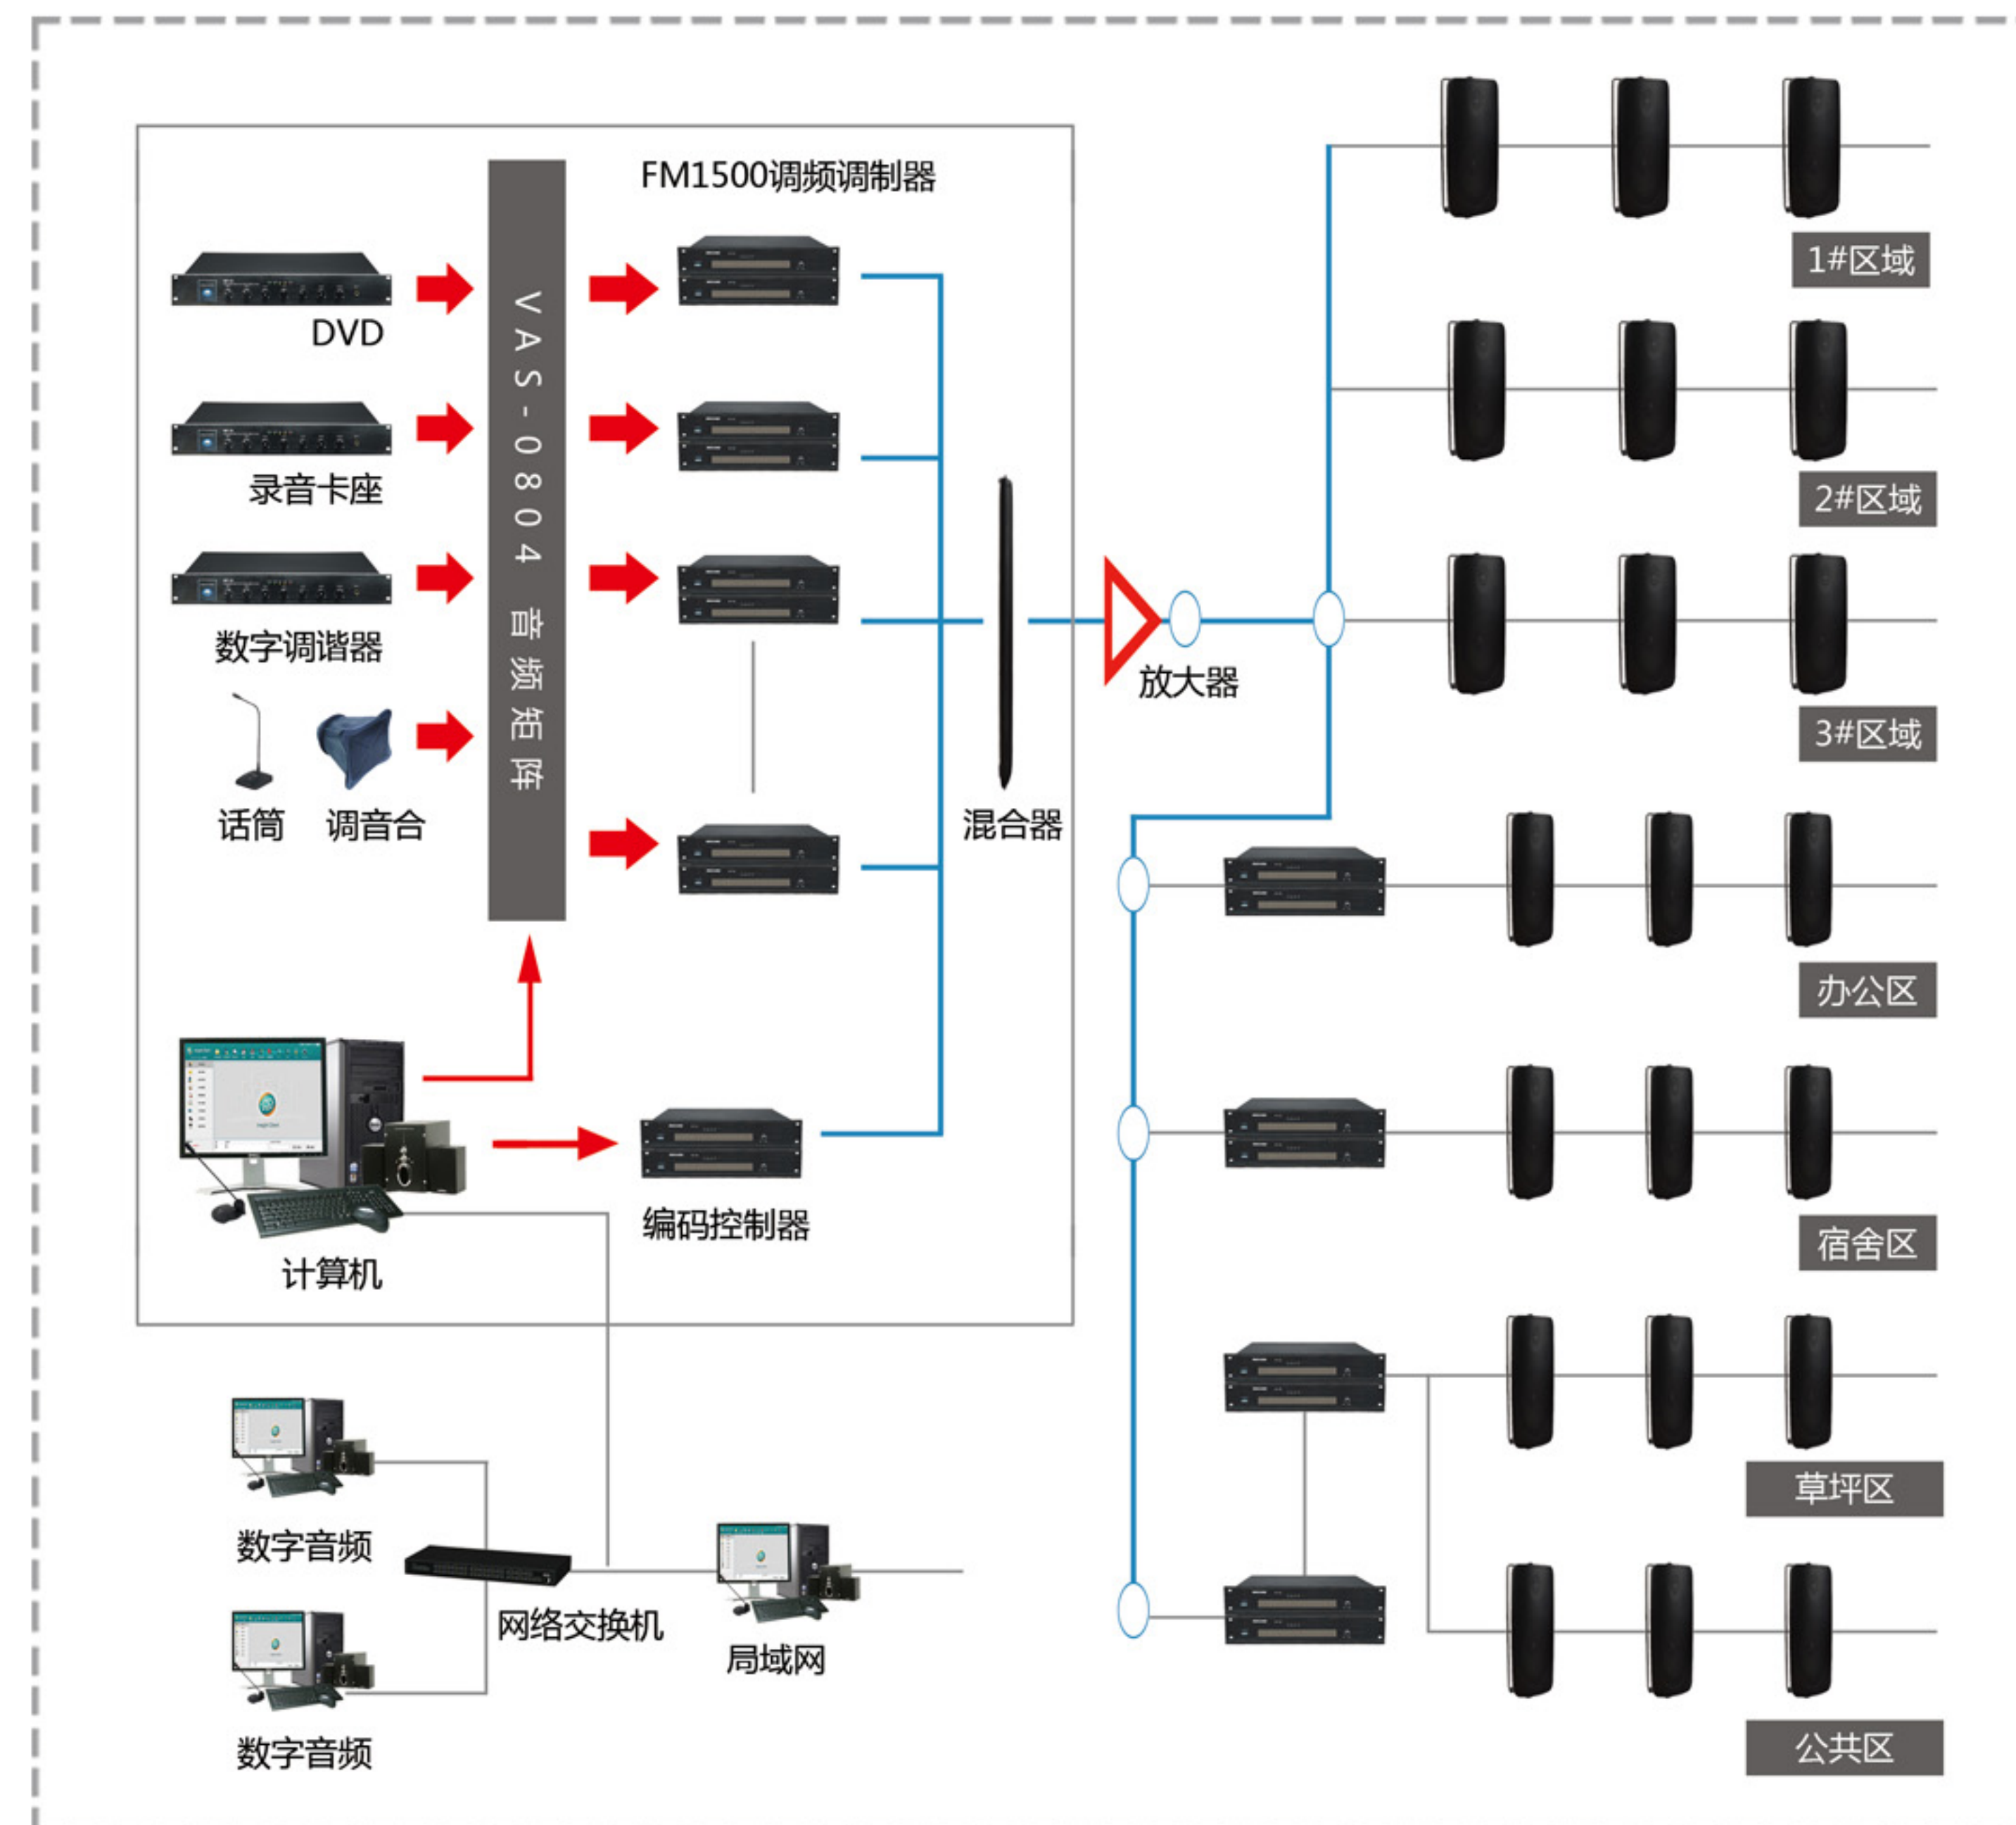 FM1500调频调制器
DVD
录音卡座
数字调谐器
话筒
调音合
VAS-0804 音频矩阵
混合器
放大器
计算机
编码控制器
数字音频
网络交换机
局域网
数字音频
1#区域
2#区域
3#区域
办公区
宿舍区
草坪区
公共区